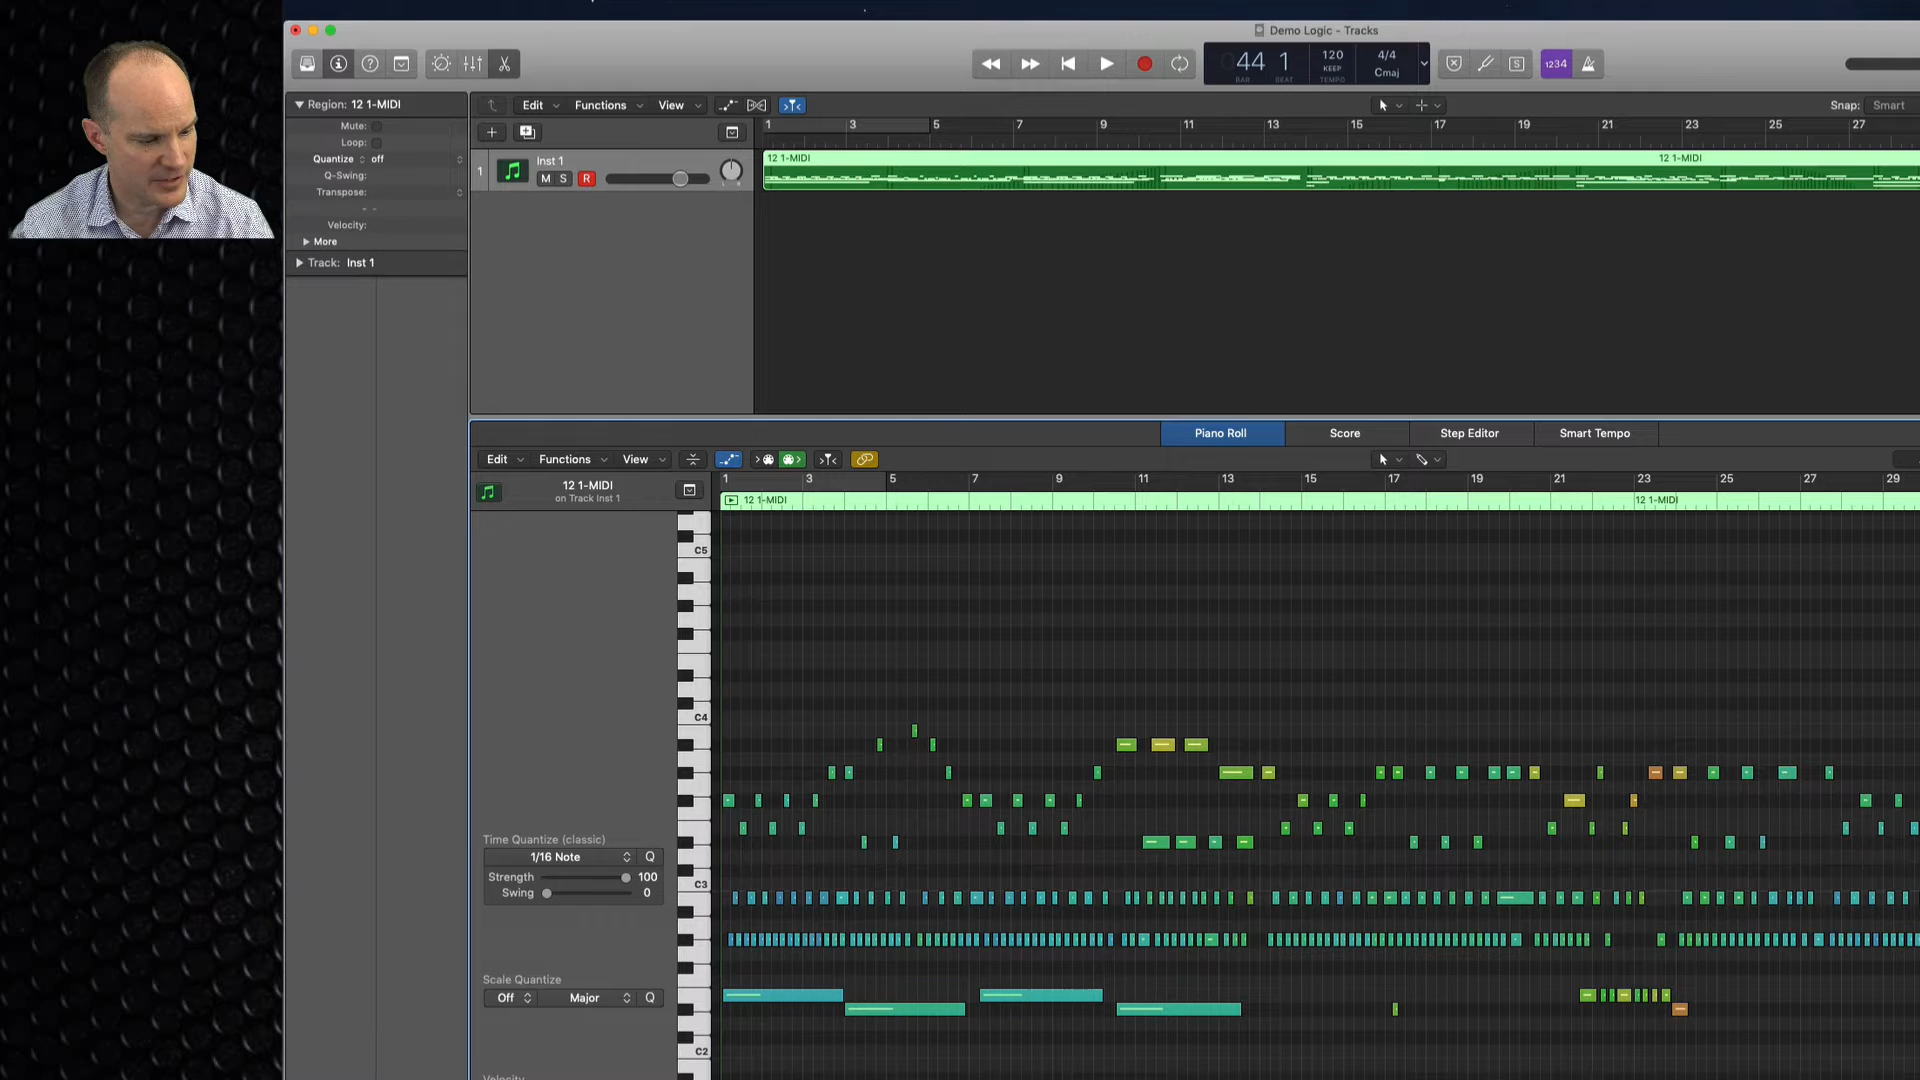 Demo Logic - Tracks
44 1
BAR BEAT
120
KEEP
TEMPO
4/4
Cmaj
S
1234
Region: 12 1-MIDI
Mute:
Loop:
Quantize off
Q-Swing:
Transpose:
- -
Velocity:
More
Track: Inst 1
Edit Functions View
Snap: Smart
1 3 5 7 9 11 13 15 17 19 21 23 25 27
1 Inst 1
M S R
12 1-MIDI 12 1-MIDI
Piano Roll Score Step Editor Smart Tempo
Edit Functions View
12 1-MIDI
on Track Inst 1
1 3 5 7 9 11 13 15 17 19 21 23 25 27 29
12 1-MIDI 12 1-MIDI
C5
C4
C3
C2
Time Quantize (classic)
1/16 Note Q
Strength 100
Swing 0
Scale Quantize
Off Major Q
Velocity